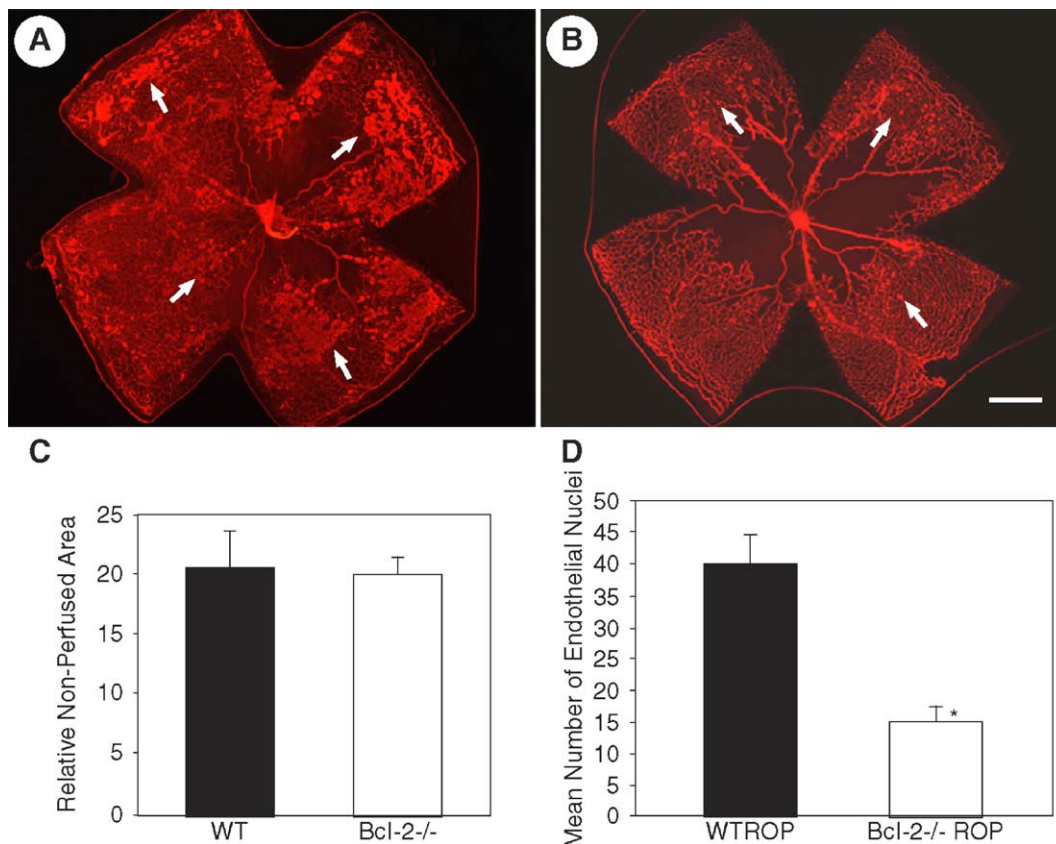 A
B
C
Relative Non-Perfused Area
25
20
15
10
5
0
WT
Bcl-2-/-
D
Mean Number of Endothelial Nuclei
50
45
40
35
30
25
20
15
10
5
0
*
WTROP
Bcl-2-/- ROP